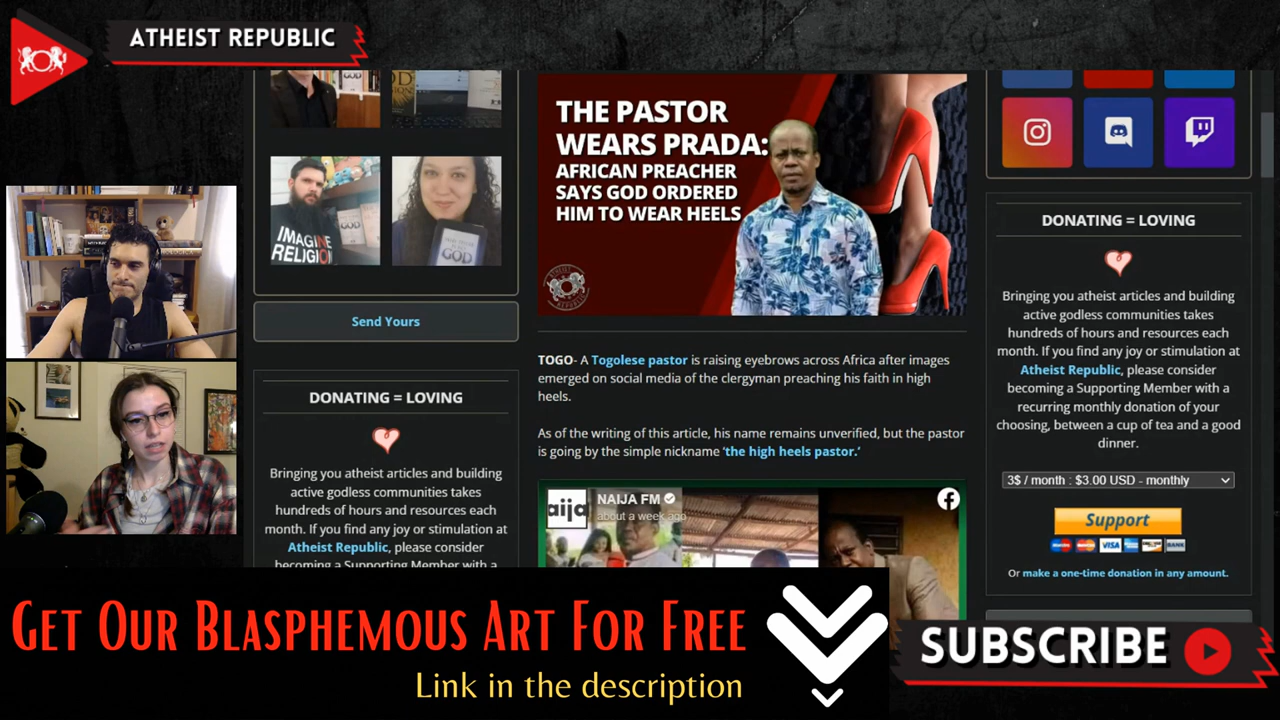 ATHEIST REPUBLIC
IMAGINE
RELIGION
GOD
Send Yours
DONATING = LOVING
Bringing you atheist articles and building
active godless communities takes
hundreds of hours and resources each
month. If you find any joy or stimulation at
Atheist Republic, please consider
becoming a Supporting Member with a
THE PASTOR
WEARS PRADA:
AFRICAN PREACHER
SAYS GOD ORDERED
HIM TO WEAR HEELS
TOGO- A Togolese pastor is raising eyebrows across Africa after images
emerged on social media of the clergyman preaching his faith in high
heels.
As of the writing of this article, his name remains unverified, but the pastor
is going by the simple nickname ‘the high heels pastor.’
aija
NAIJA FM
about a week ago
DONATING = LOVING
Bringing you atheist articles and building
active godless communities takes
hundreds of hours and resources each
month. If you find any joy or stimulation at
Atheist Republic, please consider
becoming a Supporting Member with a
recurring monthly donation of your
choosing, between a cup of tea and a good
dinner.
3$ / month : $3.00 USD - monthly
Support
VISA
BANK
Or make a one-time donation in any amount.
GET OUR BLASPHEMOUS ART FOR FREE
Link in the description
SUBSCRIBE